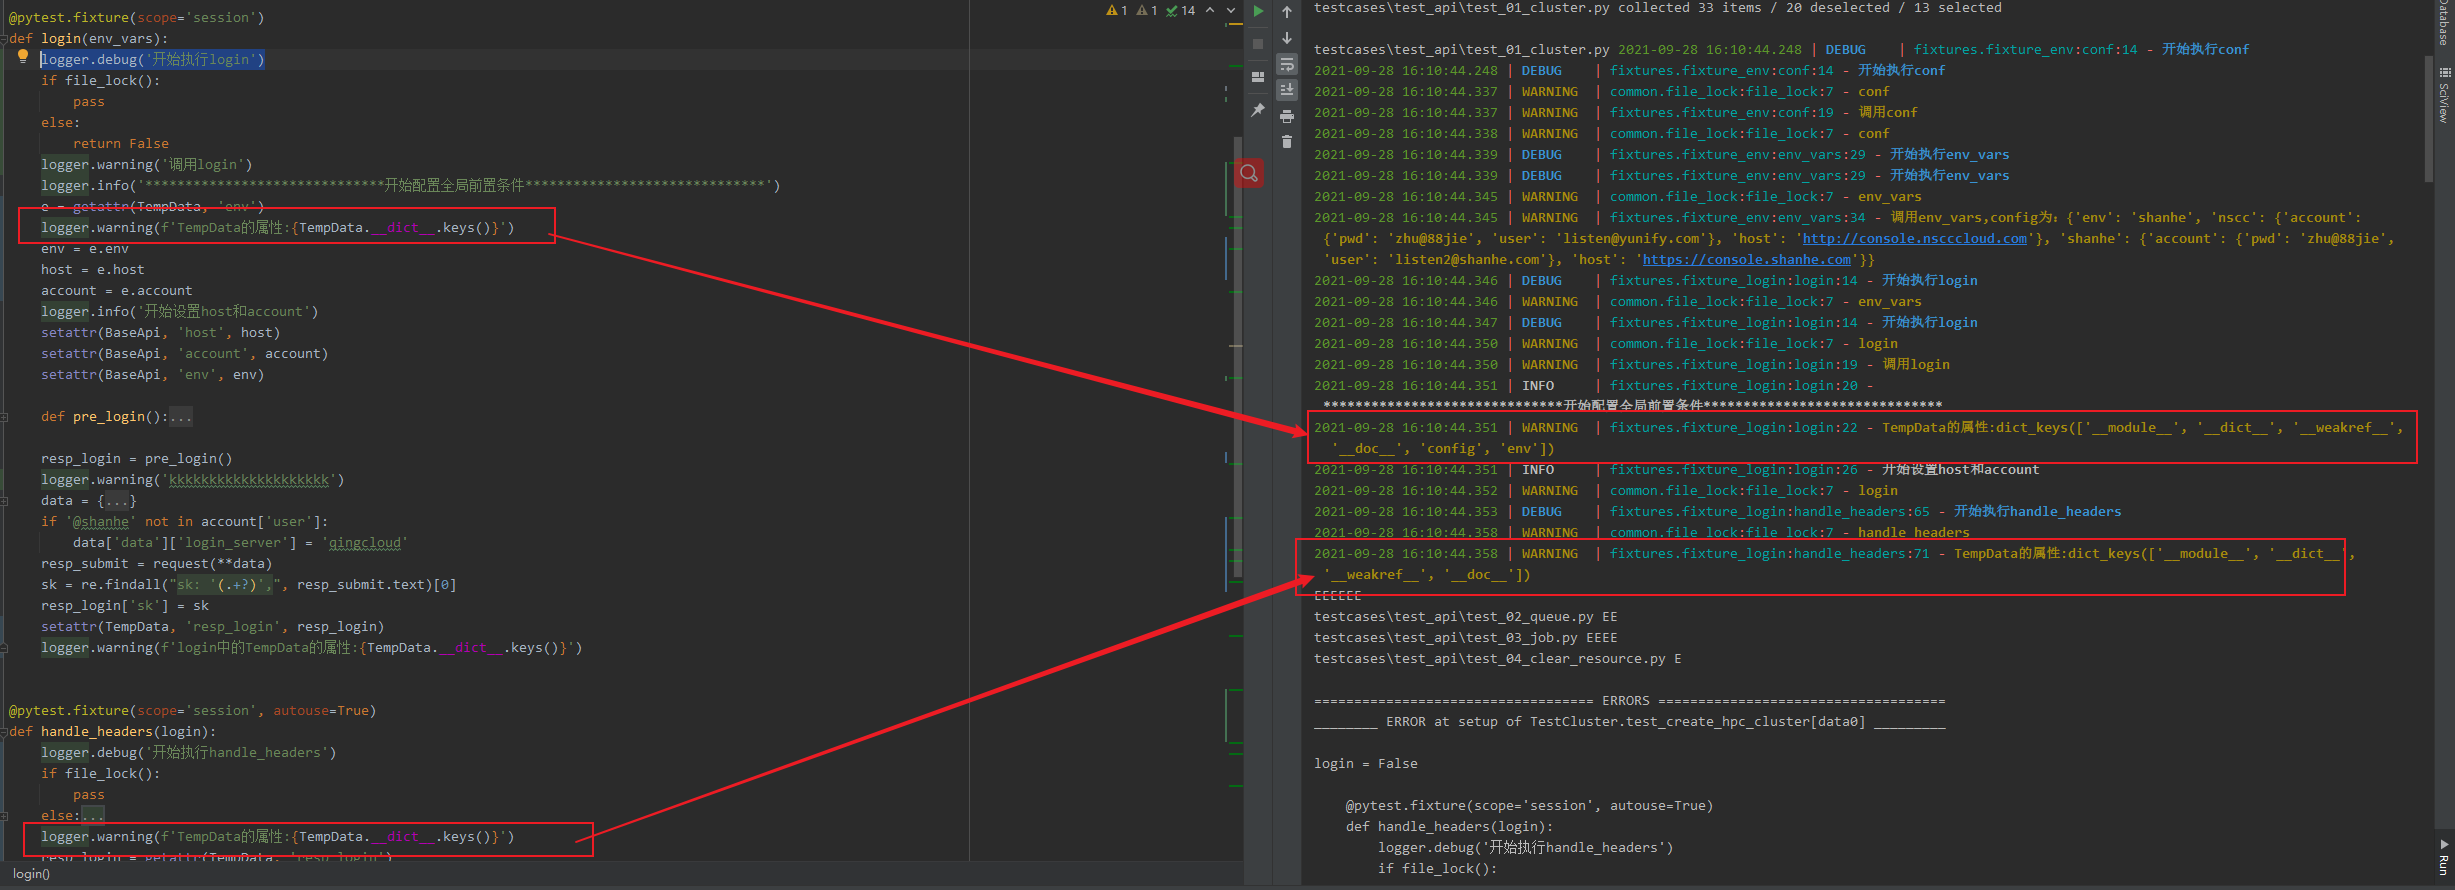 @pytest.fixture(scope='session')
def login(env_vars):
logger.debug('开始执行login')
if file_lock():
pass
else:
return False
logger.warning('调用login')
logger.info('******************************开始配置全局前置条件******************************')
e = getattr(TempData, 'env')
logger.warning(f'TempData的属性:{TempData.__dict__.keys()}')
env = e.env
host = e.host
account = e.account
logger.info('开始设置host和account')
setattr(BaseApi, 'host', host)
setattr(BaseApi, 'account', account)
setattr(BaseApi, 'env', env)
def pre_login():...
resp_login = pre_login()
logger.warning('kkkkkkkkkkkkkkkkkkkk')
data = {...}
if '@shanhe' not in account['user']:
data['data']['login_server'] = 'qingcloud'
resp_submit = request(**data)
sk = re.findall("sk: '(.+?)',", resp_submit.text)[0]
resp_login['sk'] = sk
setattr(TempData, 'resp_login', resp_login)
logger.warning(f'login中的TempData的属性:{TempData.__dict__.keys()}')
@pytest.fixture(scope='session', autouse=True)
def handle_headers(login):
logger.debug('开始执行handle_headers')
if file_lock():
pass
else:...
logger.warning(f'TempData的属性:{TempData.__dict__.keys()}')
resp_login = getattr(TempData, 'resp_login')
login()
1 1 14
testcases\test_api\test_01_cluster.py collected 33 items / 20 deselected / 13 selected
testcases\test_api\test_01_cluster.py 2021-09-28 16:10:44.248 | DEBUG | fixtures.fixture_env:conf:14 - 开始执行conf
2021-09-28 16:10:44.248 | DEBUG | fixtures.fixture_env:conf:14 - 开始执行conf
2021-09-28 16:10:44.337 | WARNING | common.file_lock:file_lock:7 - conf
2021-09-28 16:10:44.337 | WARNING | fixtures.fixture_env:conf:19 - 调用conf
2021-09-28 16:10:44.338 | WARNING | common.file_lock:file_lock:7 - conf
2021-09-28 16:10:44.339 | DEBUG | fixtures.fixture_env:env_vars:29 - 开始执行env_vars
2021-09-28 16:10:44.339 | DEBUG | fixtures.fixture_env:env_vars:29 - 开始执行env_vars
2021-09-28 16:10:44.345 | WARNING | common.file_lock:file_lock:7 - env_vars
2021-09-28 16:10:44.345 | WARNING | fixtures.fixture_env:env_vars:34 - 调用env_vars,config为: {'env': 'shanhe', 'nscc': {'account':
{'pwd': 'zhu@88jie', 'user': 'listen@yunify.com'}, 'host': 'http://console.nscccloud.com'}, 'shanhe': {'account': {'pwd': 'zhu@88jie',
'user': 'listen2@shanhe.com'}, 'host': 'https://console.shanhe.com'}}
2021-09-28 16:10:44.346 | DEBUG | fixtures.fixture_login:login:14 - 开始执行login
2021-09-28 16:10:44.346 | WARNING | common.file_lock:file_lock:7 - env_vars
2021-09-28 16:10:44.347 | DEBUG | fixtures.fixture_login:login:14 - 开始执行login
2021-09-28 16:10:44.350 | WARNING | common.file_lock:file_lock:7 - login
2021-09-28 16:10:44.350 | WARNING | fixtures.fixture_login:login:19 - 调用login
2021-09-28 16:10:44.351 | INFO | fixtures.fixture_login:login:20 -
******************************开始配置全局前置条件******************************
2021-09-28 16:10:44.351 | WARNING | fixtures.fixture_login:login:22 - TempData的属性:dict_keys(['__module__', '__dict__', '__weakref__',
'__doc__', 'config', 'env'])
2021-09-28 16:10:44.351 | INFO | fixtures.fixture_login:login:26 - 开始设置host和account
2021-09-28 16:10:44.352 | WARNING | common.file_lock:file_lock:7 - login
2021-09-28 16:10:44.353 | DEBUG | fixtures.fixture_login:handle_headers:65 - 开始执行handle_headers
2021-09-28 16:10:44.358 | WARNING | common.file_lock:file_lock:7 - handle_headers
2021-09-28 16:10:44.358 | WARNING | fixtures.fixture_login:handle_headers:71 - TempData的属性:dict_keys(['__module__', '__dict__',
'__weakref__', '__doc__'])
EEEEEE
testcases\test_api\test_02_queue.py EE
testcases\test_api\test_03_job.py EEEE
testcases\test_api\test_04_clear_resource.py E
=================================== ERRORS ====================================
________ ERROR at setup of TestCluster.test_create_hpc_cluster[data0] _________
login = False
@pytest.fixture(scope='session', autouse=True)
def handle_headers(login):
logger.debug('开始执行handle_headers')
if file_lock():
Database
SciView
Run